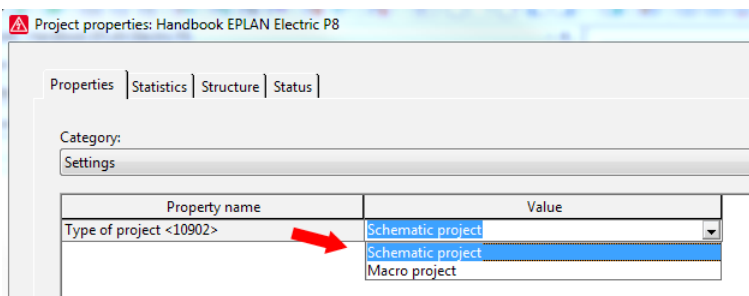 Project properties: Handbook EPLAN Electric P8
Properties Statistics Structure Status
Category:
Settings
Property name Value
Type of project <10902> Schematic project
Schematic project
Macro project